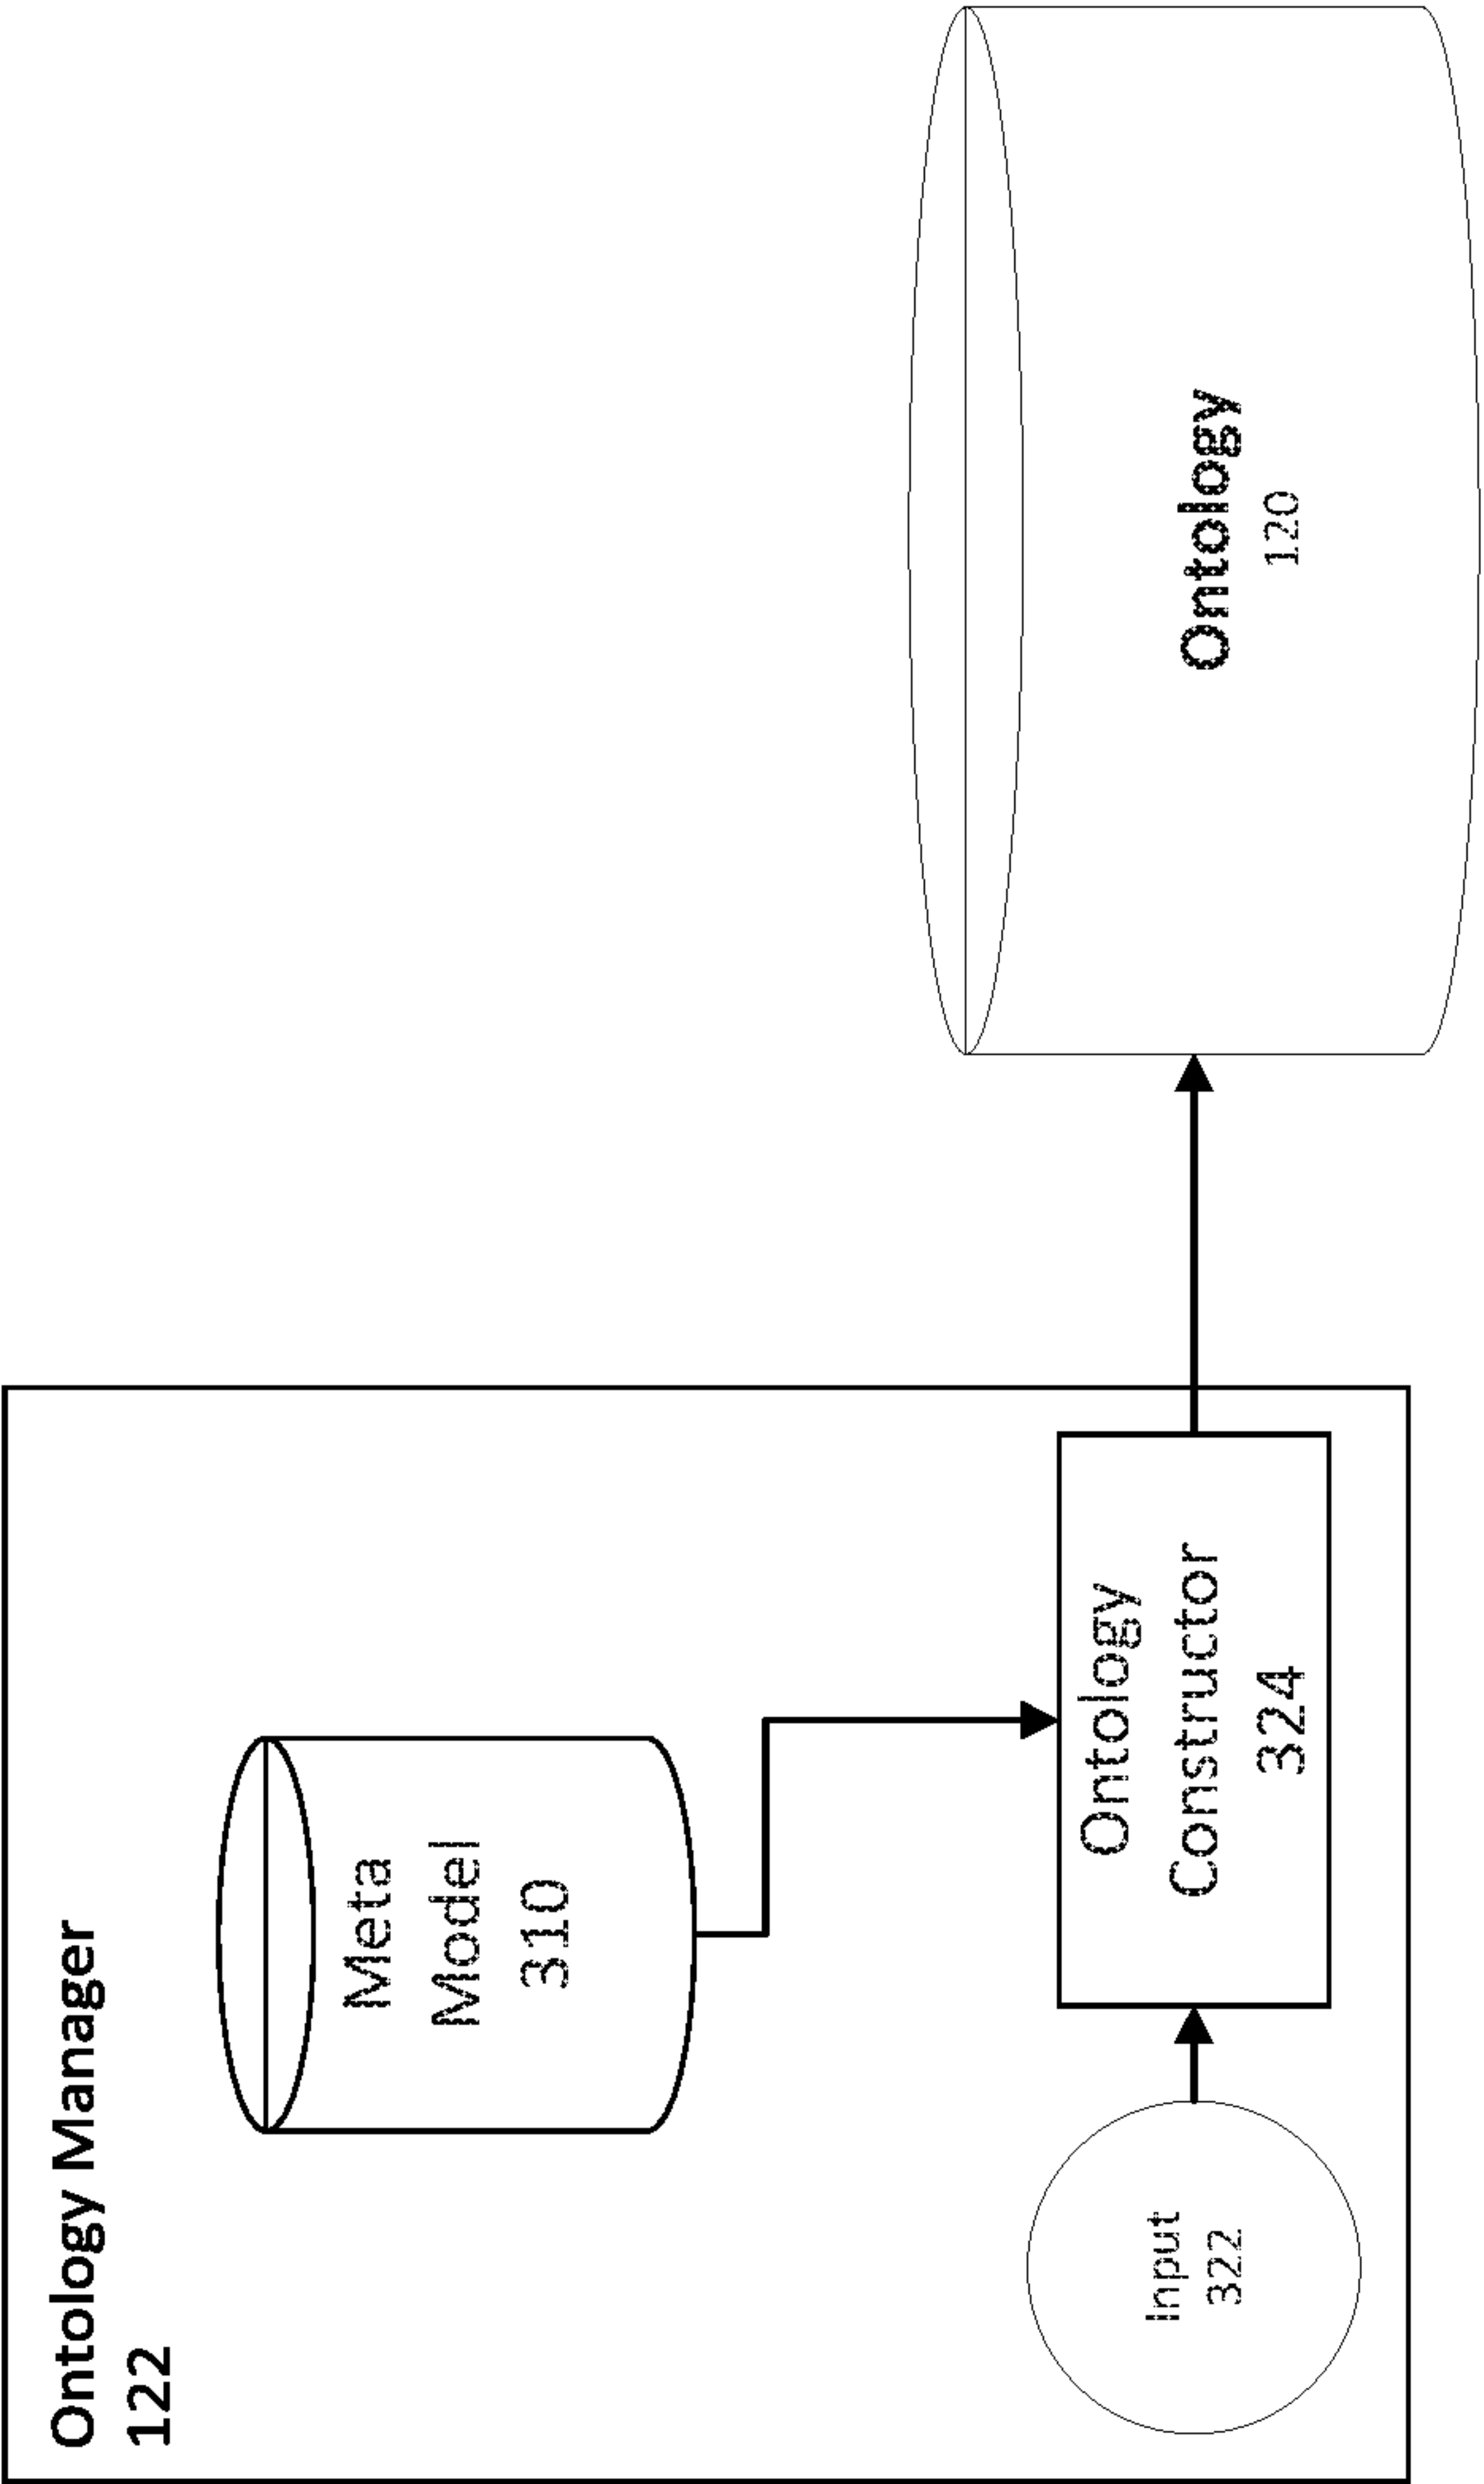 Ontology Manager
122
Meta
Model
310
Input
322
Ontology
Constructor
324
Ontology
120